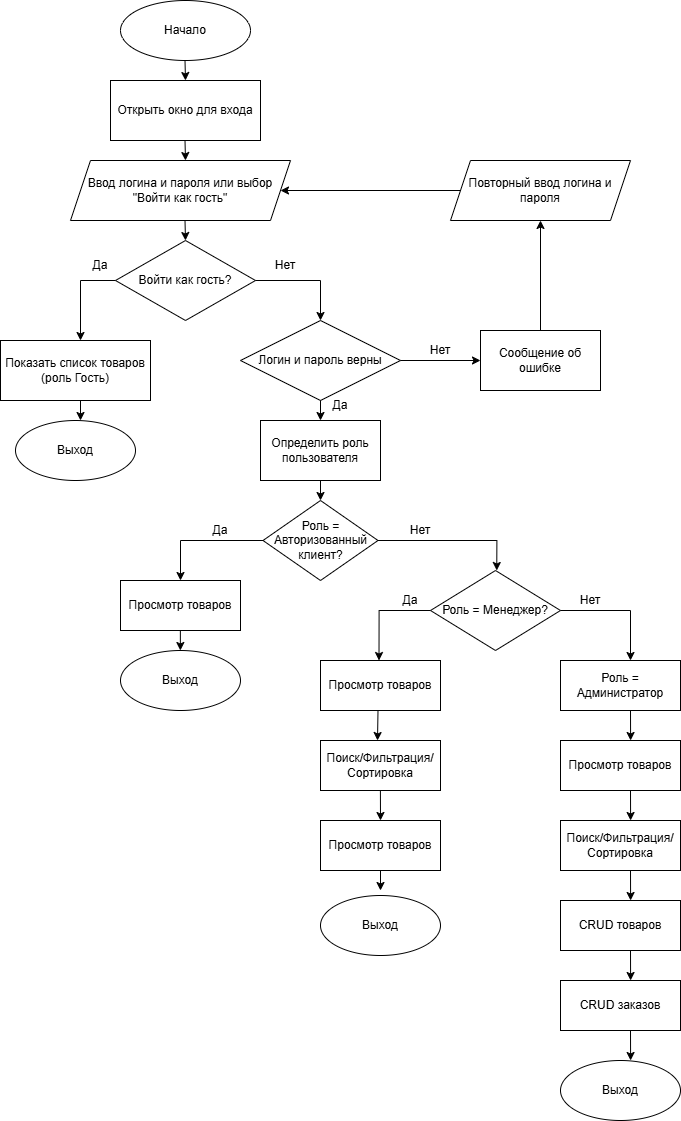 Начало
Открыть окно для входа
Ввод логина и пароля или выбор
"Войти как гость"
Повторный ввод логина и
пароля
Да
Войти как гость?
Нет
Показать список товаров
(роль Гость)
Логин и пароль верны
Нет
Сообщение об
ошибке
Да
Выход
Определить роль
пользователя
Да
Роль =
Авторизованный
клиент?
Нет
Просмотр товаров
Да
Роль = Менеджер?
Нет
Выход
Просмотр товаров
Роль =
Администратор
Поиск/Фильтрация/
Сортировка
Просмотр товаров
Просмотр товаров
Поиск/Фильтрация/
Сортировка
Выход
CRUD товаров
CRUD заказов
Выход